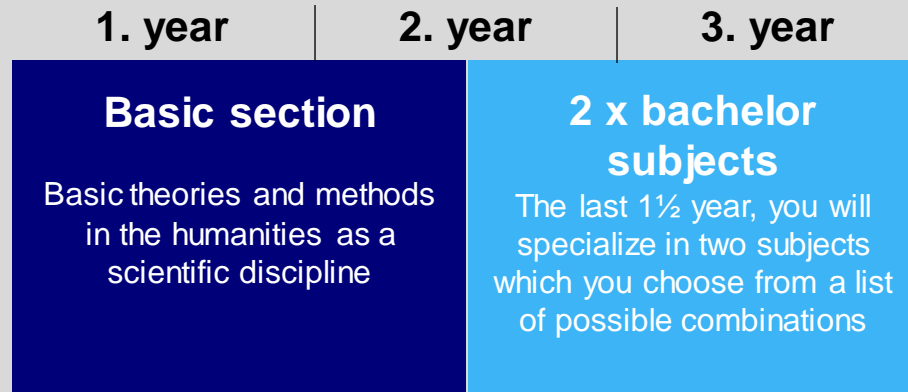 1. year 2. year 3. year
Basic section
Basic theories and methods
in the humanities as a
scientific discipline
2 x bachelor
subjects
The last 1½ year, you will
specialize in two subjects
which you choose from a list
of possible combinations